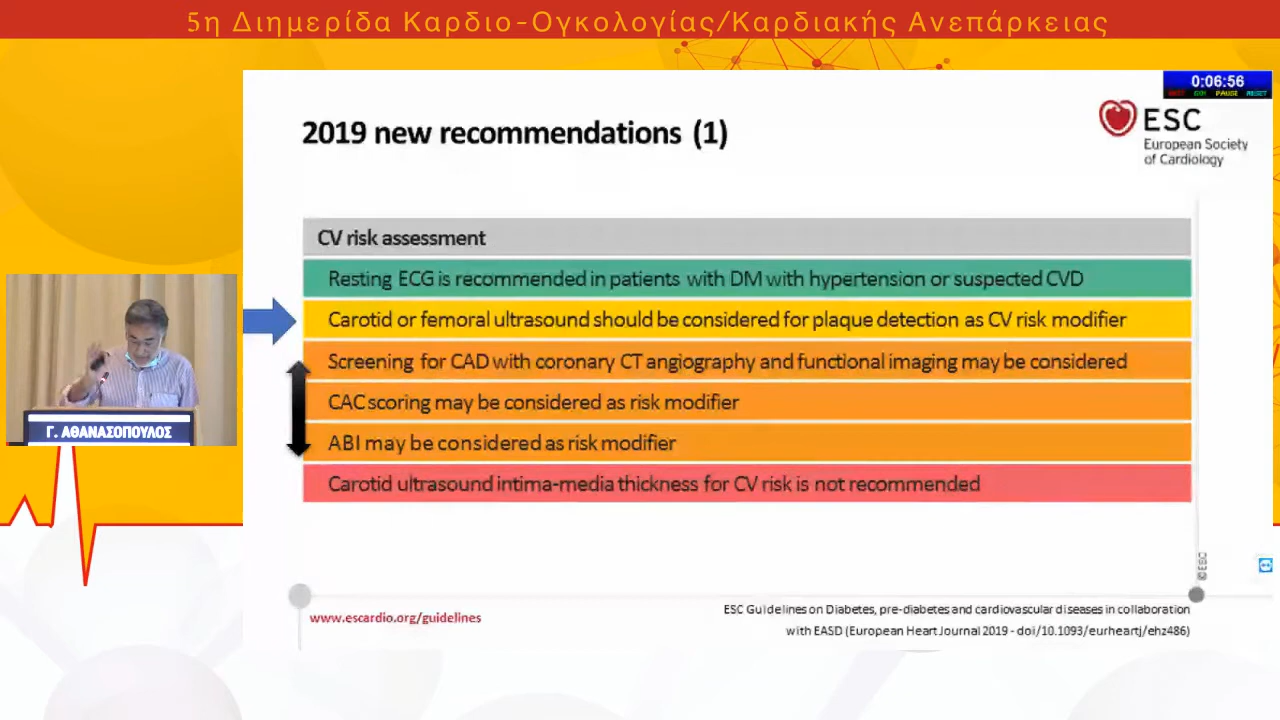 5η Διημερίδα Καρδιο-Ογκολογίας/Καρδιακής Ανεπάρκειας
0:06:56
PAUSE
2019 new recommendations (1)
ESC
European Society
of Cardiology
CV risk assessment
Resting ECG is recommended in patients with DM with hypertension or suspected CVD
Carotid or femoral ultrasound should be considered for plaque detection as CV risk modifier
Screening for CAD with coronary CT angiography and functional imaging may be considered
CAC scoring may be considered as risk modifier
ABI may be considered as risk modifier
Carotid ultrasound intima-media thickness for CV risk is not recommended
Γ. ΑΘΑΝΑΣΟΠΟΥΛΟΣ
©ESC
www.escardio.org/guidelines
ESC Guidelines on Diabetes, pre-diabetes and cardiovascular diseases in collaboration
with EASD (European Heart Journal 2019 - doi/10.1093/eurheartj/ehz486)